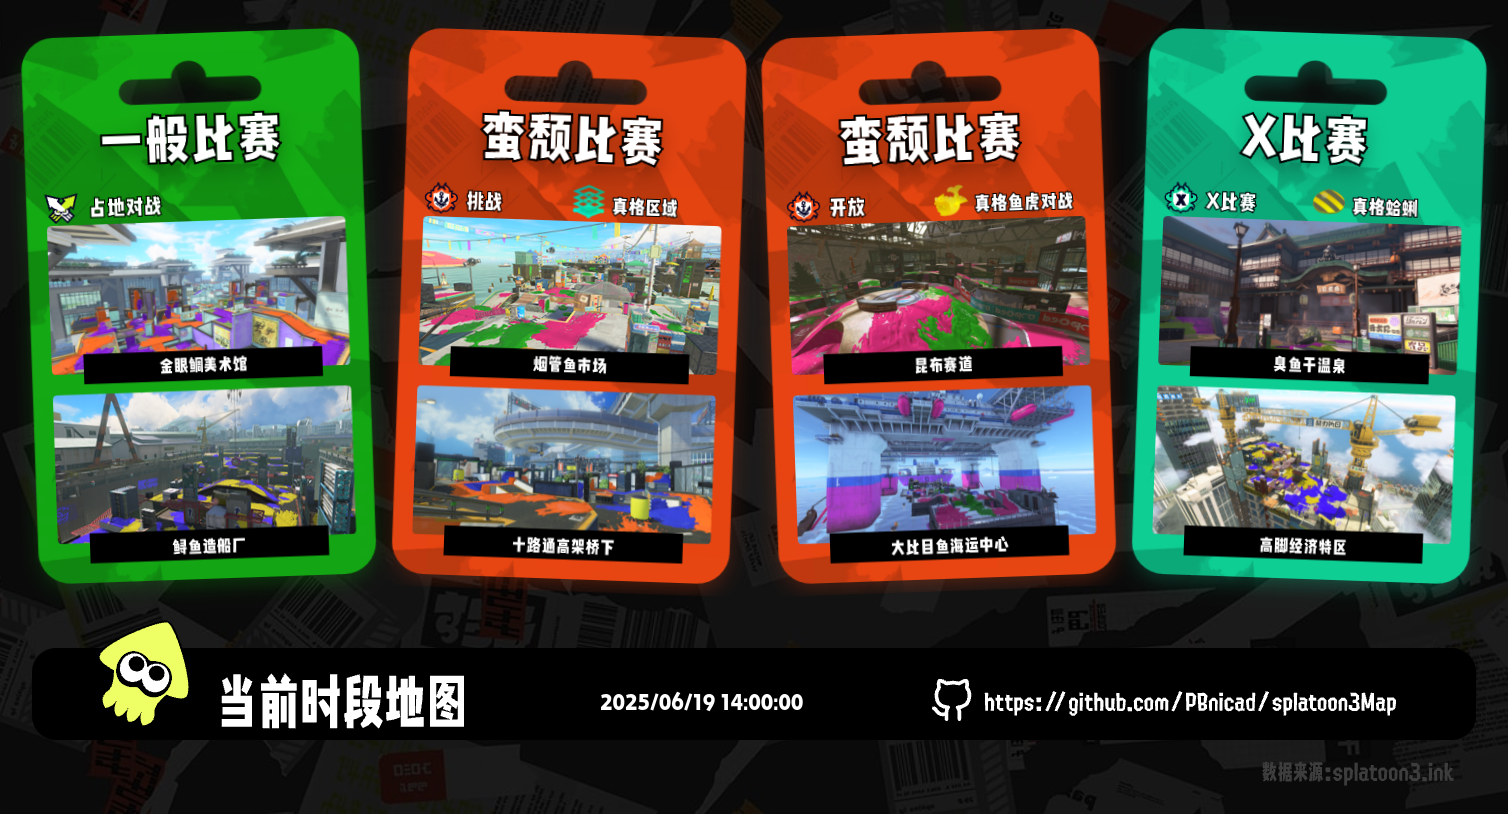 一般比赛
占地对战
金眼鲷美术馆
鲟鱼造船厂
蛮颓比赛
挑战
真格区域
烟管鱼市场
十路通高架桥下
蛮颓比赛
开放
真格鱼虎对战
昆布赛道
大比目鱼海运中心
X比赛
X比赛
真格蛤蜊
臭鱼干温泉
高脚经济特区
当前时段地图
2025/06/19 14:00:00
https://github.com/PBnicad/splatoon3Map
数据来源:splatoon3.ink